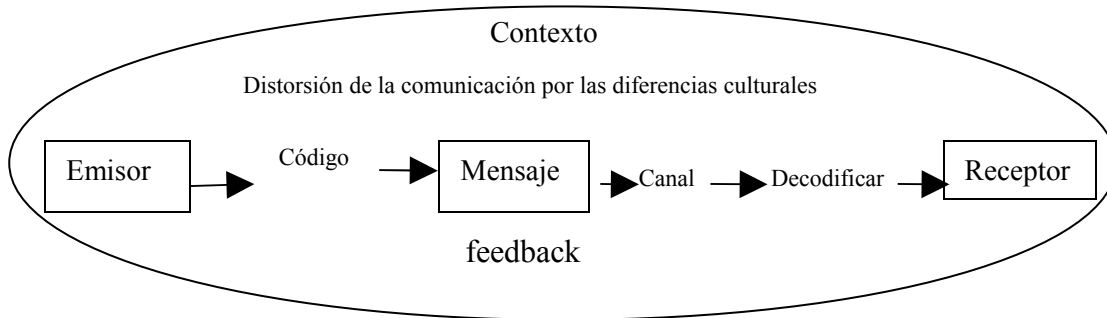 Contexto
Distorsión de la comunicación por las diferencias culturales
Emisor
Código
Mensaje
Canal
Decodificar
Receptor
feedback